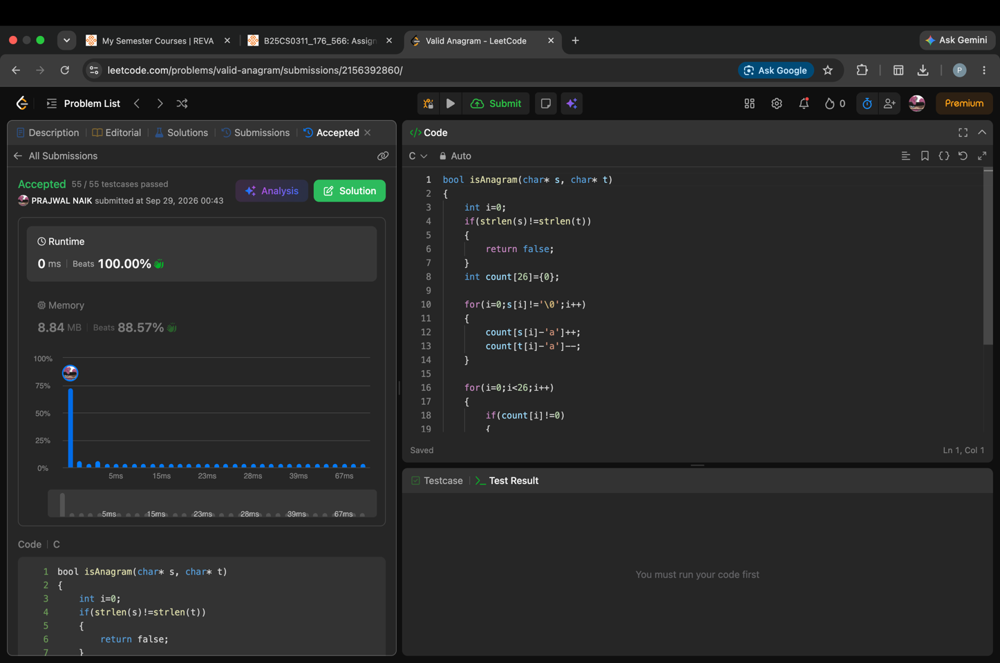 My Semester Courses | REVA
B25CS0311_176_566: Assign
Valid Anagram - LeetCode
Ask Gemini
leetcode.com/problems/valid-anagram/submissions/2156392860/
Ask Google
P
Problem List
Submit
0
Premium
Description
Editorial
Solutions
Submissions
Accepted
All Submissions
Accepted 55 / 55 testcases passed
PRAJWAL NAIK submitted at Sep 29, 2026 00:43
Analysis
Solution
Runtime
0 ms | Beats 100.00%
Memory
8.84 MB | Beats 88.57%
100%
75%
50%
25%
0%
5ms 15ms 23ms 28ms 39ms 67ms
5ms 15ms 23ms 28ms 39ms 67ms
Code | C
1 bool isAnagram(char* s, char* t)
2 {
3 int i=0;
4 if(strlen(s)!=strlen(t))
5 {
6 return false;
7 }
</> Code
C
Auto
1 bool isAnagram(char* s, char* t)
2 {
3 int i=0;
4 if(strlen(s)!=strlen(t))
5 {
6 return false;
7 }
8 int count[26]={0};
9
10 for(i=0;s[i]!='\0';i++)
11 {
12 count[s[i]-'a']++;
13 count[t[i]-'a']--;
14 }
15
16 for(i=0;i<26;i++)
17 {
18 if(count[i]!=0)
19 {
Saved
Ln 1, Col 1
Testcase
>_ Test Result
You must run your code first